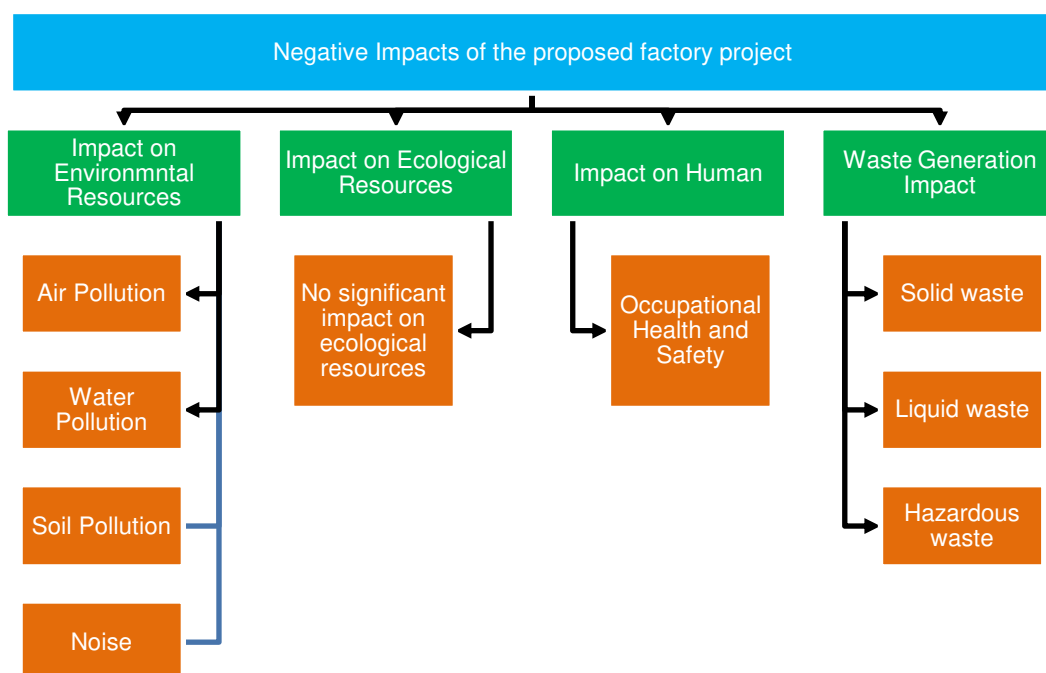 Negative Impacts of the proposed factory project
Impact on
Environmntal
Resources
Impact on Ecological
Resources
Impact on Human
Waste Generation
Impact
Air Pollution
Water
Pollution
Soil Pollution
Noise
No significant
impact on
ecological
resources
Occupational
Health and
Safety
Solid waste
Liquid waste
Hazardous
waste